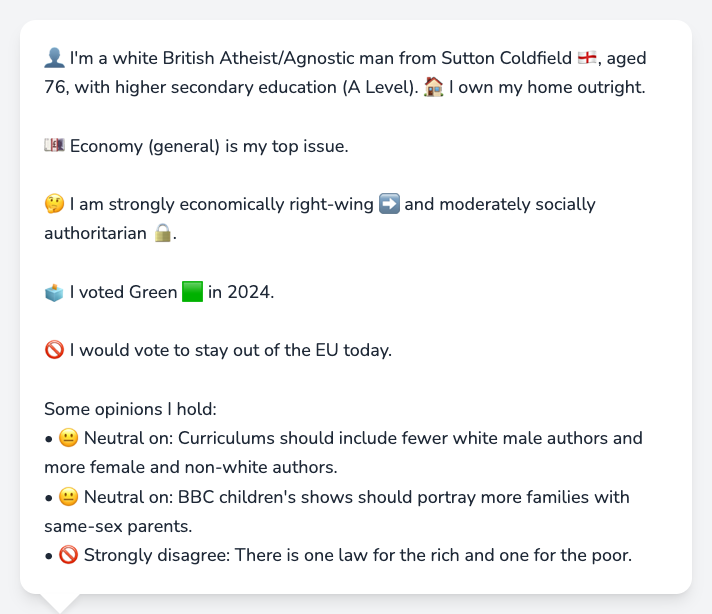 👤 I'm a white British Atheist/Agnostic man from Sutton Coldfield 🏴󠁧󠁢󠁥󠁮󠁧󠁿, aged
76, with higher secondary education (A Level). 🏠 I own my home outright.
💷 Economy (general) is my top issue.
🤔 I am strongly economically right-wing ➡️ and moderately socially
authoritarian 🔒.
🗳️ I voted Green 🟩 in 2024.
🚫 I would vote to stay out of the EU today.
Some opinions I hold:
• 😐 Neutral on: Curriculums should include fewer white male authors and
more female and non-white authors.
• 😐 Neutral on: BBC children's shows should portray more families with
same-sex parents.
• 🚫 Strongly disagree: There is one law for the rich and one for the poor.